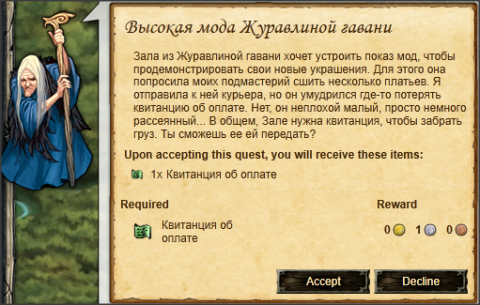 Высокая мода Журавлиной гавани
Зала из Журавлиной гавани хочет устроить показ мод, чтобы
продемонстрировать свои новые украшения. Для этого она
попросила моих подмастерий сшить несколько платьев. Я
отправила к ней курьера, но он умудрился где-то потерять
квитанцию об оплате. Нет, он неплохой малый, просто немного
рассеянный... В общем, Зале нужна квитанция, чтобы забрать
груз. Ты сможешь ее ей передать?
Upon accepting this quest, you will receive these items:
1x Квитанция об оплате
Required Reward
Квитанция об
оплате
0 1 0
Accept Decline